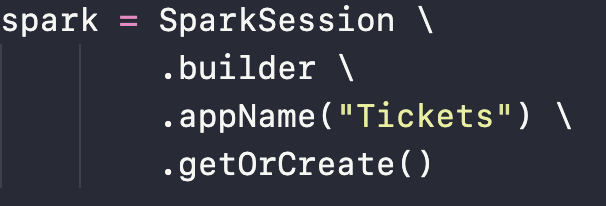 spark = SparkSession \
.builder \
.appName("Tickets") \
.getOrCreate()